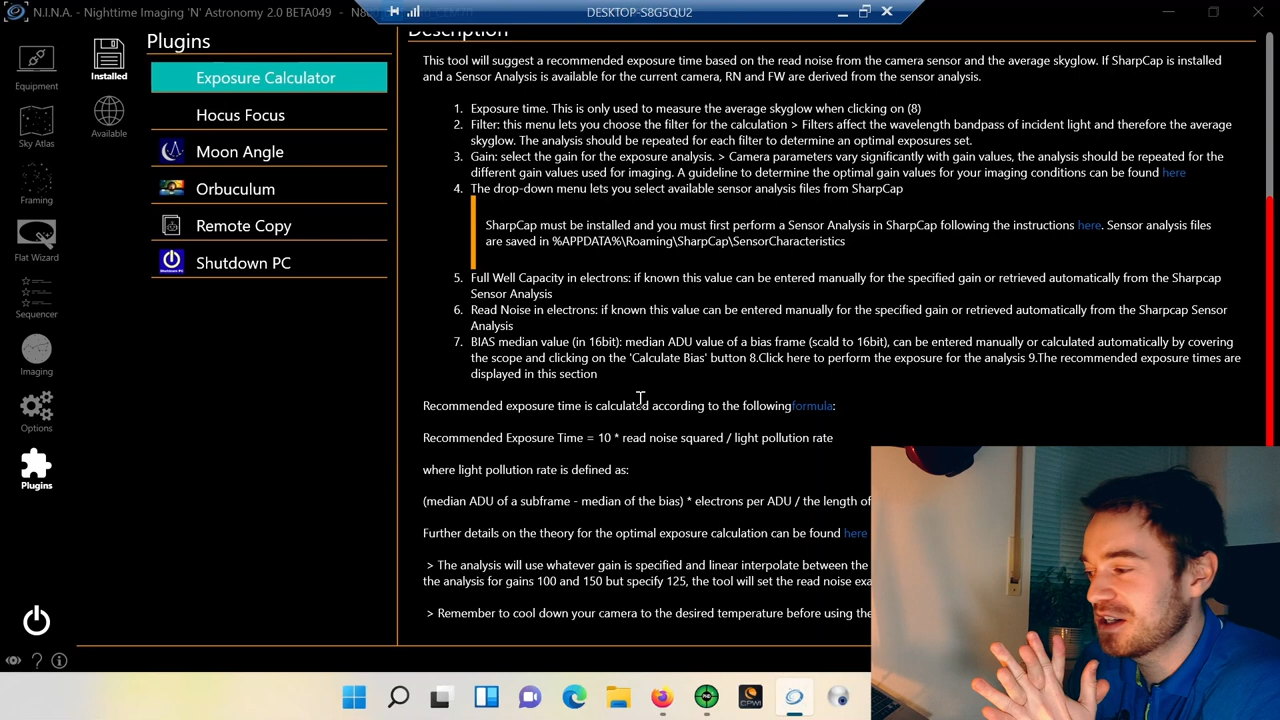 N.I.N.A. - Nighttime Imaging 'N' Astronomy 2.0 BETA049 -
DESKTOP-S8G5QU2
Equipment
Sky Atlas
Framing
Flat Wizard
Sequencer
Imaging
Options
Plugins
Installed
Available
Plugins
Exposure Calculator
Hocus Focus
Moon Angle
Orbuculum
Remote Copy
Shutdown PC
Description
This tool will suggest a recommended exposure time based on the read noise from the camera sensor and the average skyglow. If SharpCap is installed
and a Sensor Analysis is available for the current camera, RN and FW are derived from the sensor analysis.
1. Exposure time. This is only used to measure the average skyglow when clicking on (8)
2. Filter: this menu lets you choose the filter for the calculation > Filters affect the wavelength bandpass of incident light and therefore the average
skyglow. The analysis should be repeated for each filter to determine an optimal exposures set.
3. Gain: select the gain for the exposure analysis. > Camera parameters vary significantly with gain values, the analysis should be repeated for the
different gain values used for imaging. A guideline to determine the optimal gain values for your imaging conditions can be found here
4. The drop-down menu lets you select available sensor analysis files from SharpCap
SharpCap must be installed and you must first perform a Sensor Analysis in SharpCap following the instructions here. Sensor analysis files
are saved in %APPDATA%\Roaming\SharpCap\SensorCharacteristics
5. Full Well Capacity in electrons: if known this value can be entered manually for the specified gain or retrieved automatically from the Sharpcap
Sensor Analysis
6. Read Noise in electrons: if known this value can be entered manually for the specified gain or retrieved automatically from the Sharpcap Sensor
Analysis
7. BIAS median value (in 16bit): median ADU value of a bias frame (scald to 16bit), can be entered manually or calculated automatically by covering
the scope and clicking on the 'Calculate Bias' button 8.Click here to perform the exposure for the analysis 9.The recommended exposure times are
displayed in this section
Recommended exposure time is calculated according to the followingformula:
Recommended Exposure Time = 10 * read noise squared / light pollution rate
where light pollution rate is defined as:
(median ADU of a subframe - median of the bias) * electrons per ADU / the length of
Further details on the theory for the optimal exposure calculation can be found here
> The analysis will use whatever gain is specified and linear interpolate between the
the analysis for gains 100 and 150 but specify 125, the tool will set the read noise exa
> Remember to cool down your camera to the desired temperature before using the
CPWI